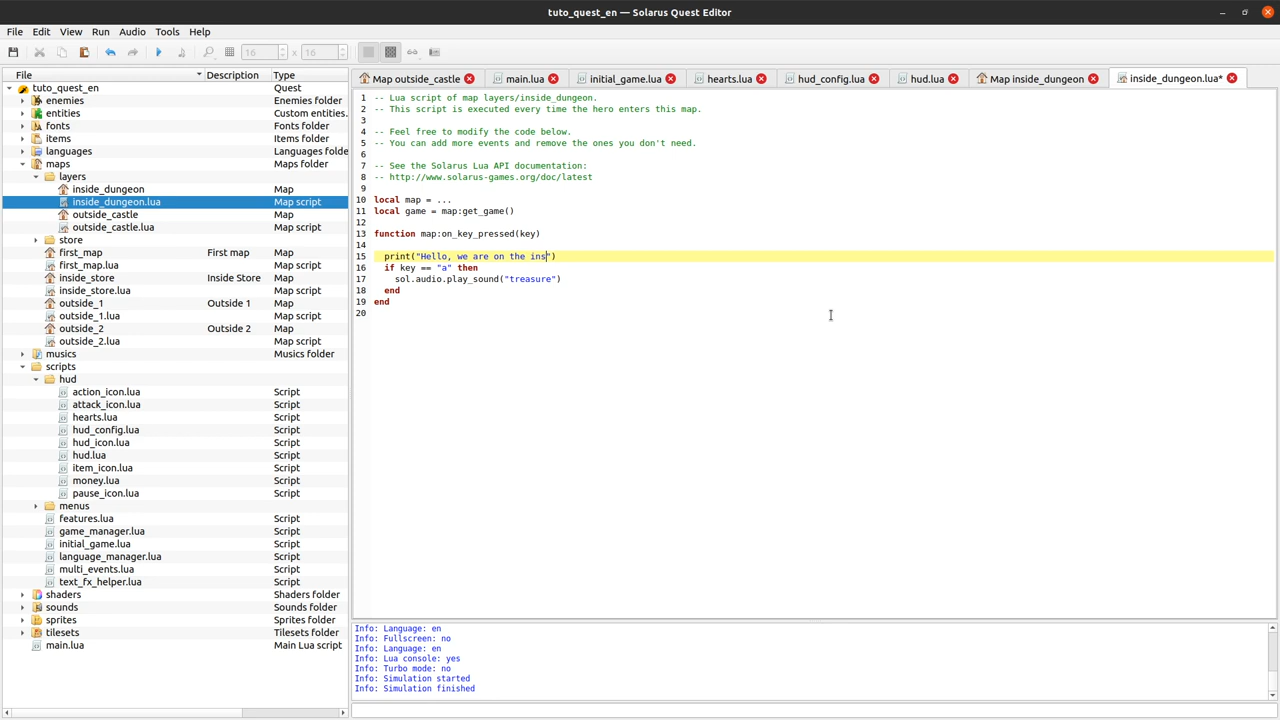 tuto_quest_en — Solarus Quest Editor
File Edit View Run Audio Tools Help
16 x 16
File Description Type
tuto_quest_en Quest
enemies Enemies folder
entities Custom entities.
fonts Fonts folder
items Items folder
languages Languages folder
maps Maps folder
layers
inside_dungeon Map
inside_dungeon.lua Map script
outside_castle Map
outside_castle.lua Map script
store
first_map First map Map
first_map.lua Map script
inside_store Inside Store Map
inside_store.lua Map script
outside_1 Outside 1 Map
outside_1.lua Map script
outside_2 Outside 2 Map
outside_2.lua Map script
musics Musics folder
scripts Scripts folder
hud
action_icon.lua Script
attack_icon.lua Script
hearts.lua Script
hud_config.lua Script
hud_icon.lua Script
hud.lua Script
item_icon.lua Script
money.lua Script
pause_icon.lua Script
menus
features.lua Script
game_manager.lua Script
initial_game.lua Script
language_manager.lua Script
multi_events.lua Script
text_fx_helper.lua Script
shaders Shaders folder
sounds Sounds folder
sprites Sprites folder
tilesets Tilesets folder
main.lua Main Lua script
Map outside_castle main.lua initial_game.lua hearts.lua hud_config.lua hud.lua Map inside_dungeon inside_dungeon.lua*
1 -- Lua script of map layers/inside_dungeon.
2 -- This script is executed every time the hero enters this map.
3
4 -- Feel free to modify the code below.
5 -- You can add more events and remove the ones you don't need.
6
7 -- See the Solarus Lua API documentation:
8 -- http://www.solarus-games.org/doc/latest
9
10 local map = ...
11 local game = map:get_game()
12
13 function map:on_key_pressed(key)
14
15 print("Hello, we are on the ins")
16 if key == "a" then
17 sol.audio.play_sound("treasure")
18 end
19 end
20
Info: Language: en
Info: Fullscreen: no
Info: Language: en
Info: Lua console: yes
Info: Turbo mode: no
Info: Simulation started
Info: Simulation finished